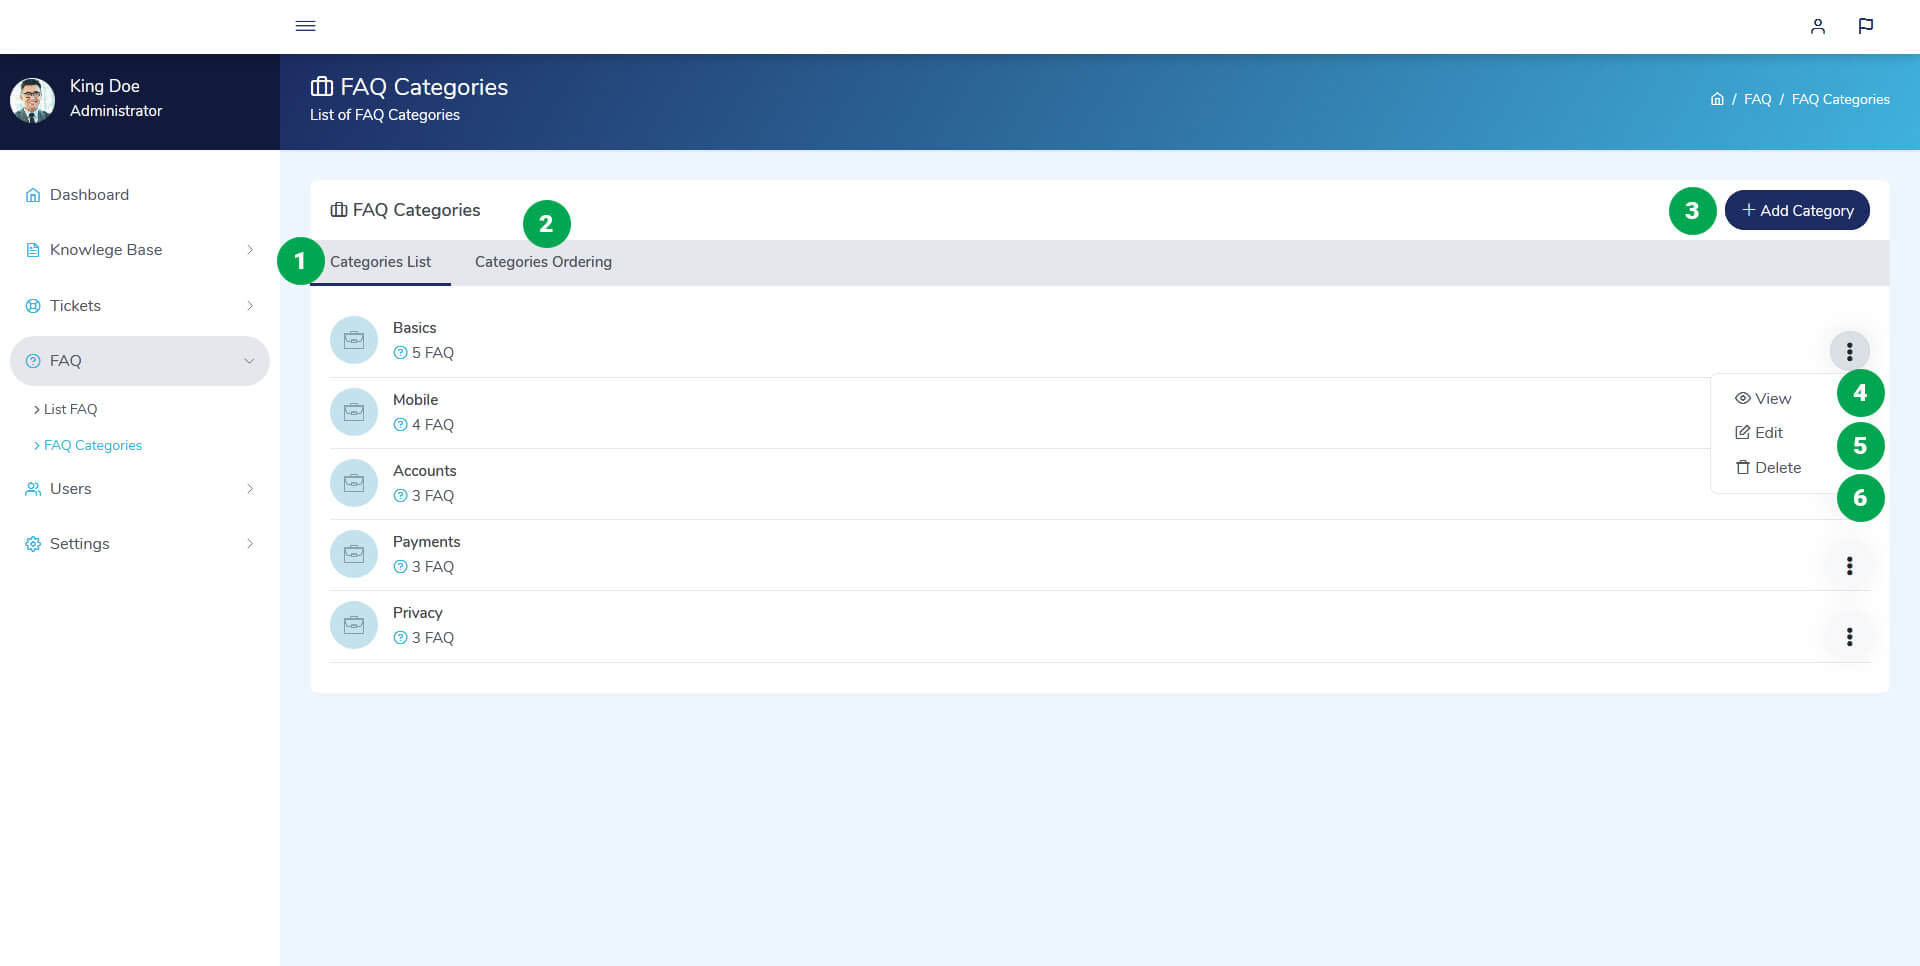 King Doe
Administrator
FAQ Categories
List of FAQ Categories
/ FAQ / FAQ Categories
Dashboard
Knowlege Base
Tickets
FAQ
List FAQ
FAQ Categories
Users
Settings
FAQ Categories
2
3
+ Add Category
1
Categories List
Categories Ordering
Basics
5 FAQ
Mobile
4 FAQ
Accounts
3 FAQ
Payments
3 FAQ
Privacy
3 FAQ
View
4
Edit
5
Delete
6